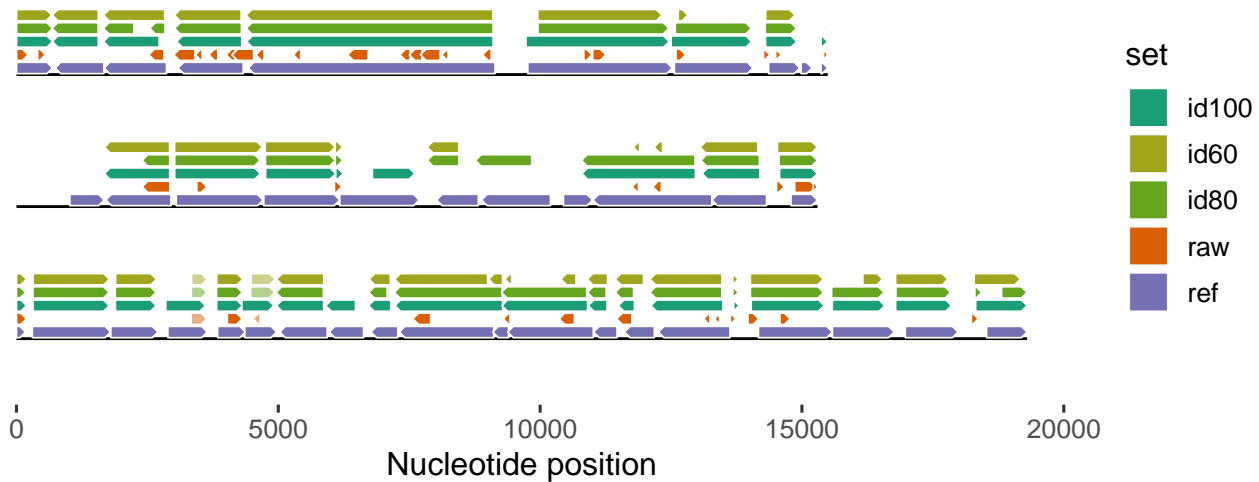 set
id100
id60
id80
raw
ref
0 5000 10000 15000 20000
Nucleotide position